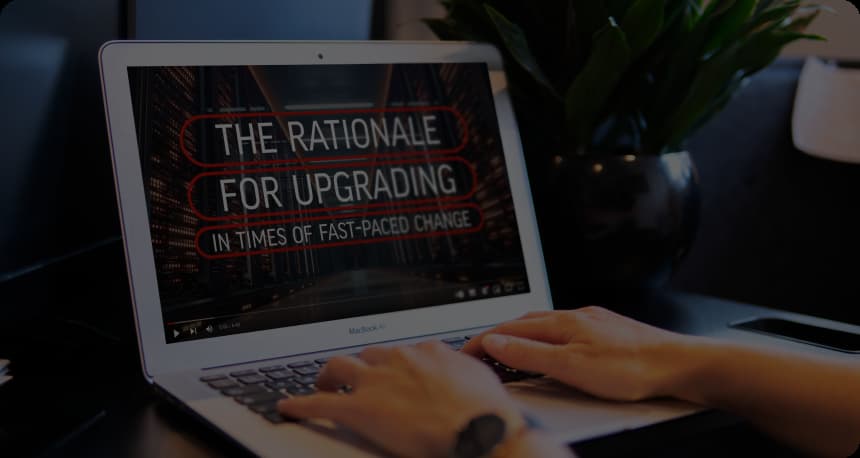 THE RATIONALE
FOR UPGRADING
IN TIMES OF FAST-PACED CHANGE
MacBook Air